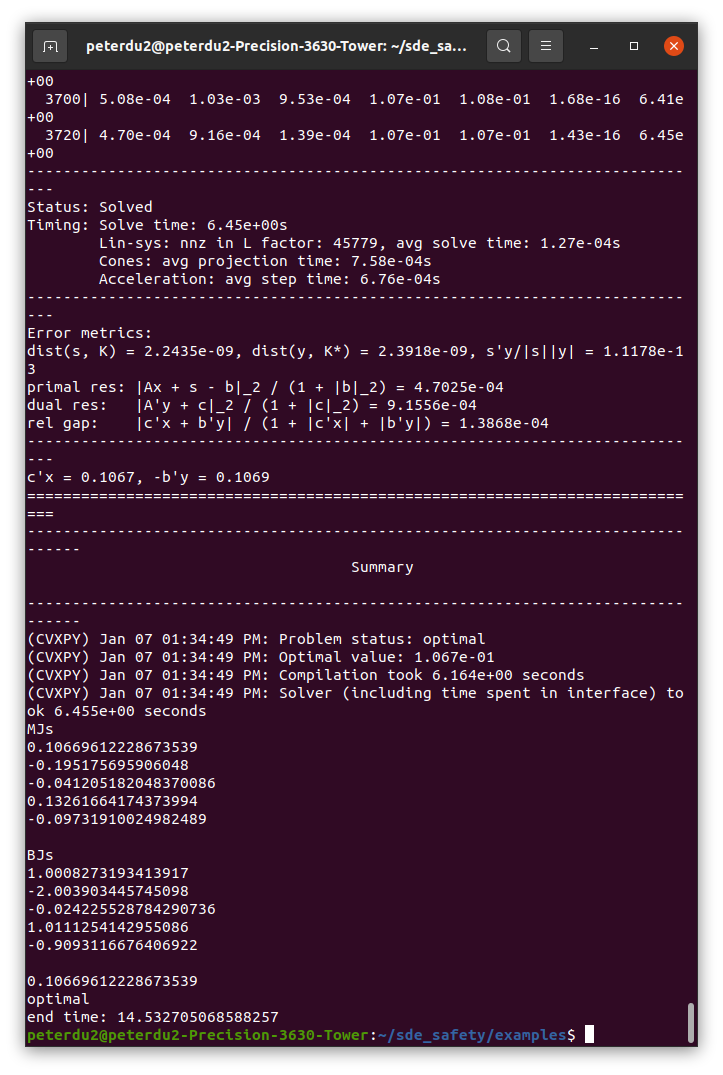 peterdu2@peterdu2-Precision-3630-Tower: ~/sde_sa...
+00
  3700| 5.08e-04  1.03e-03  9.53e-04  1.07e-01  1.08e-01  1.68e-16  6.41e
+00
  3720| 4.70e-04  9.16e-04  1.39e-04  1.07e-01  1.07e-01  1.43e-16  6.45e
+00
-------------------------------------------------------------------------
---
Status: Solved
Timing: Solve time: 6.45e+00s
        Lin-sys: nnz in L factor: 45779, avg solve time: 1.27e-04s
        Cones: avg projection time: 7.58e-04s
        Acceleration: avg step time: 6.76e-04s
-------------------------------------------------------------------------
---
Error metrics:
dist(s, K) = 2.2435e-09, dist(y, K*) = 2.3918e-09, s'y/|s||y| = 1.1178e-1
3
primal res: |Ax + s - b|_2 / (1 + |b|_2) = 4.7025e-04
dual res:   |A'y + c|_2 / (1 + |c|_2) = 9.1556e-04
rel gap:    |c'x + b'y| / (1 + |c'x| + |b'y|) = 1.3868e-04
-------------------------------------------------------------------------
---
c'x = 0.1067, -b'y = 0.1069
=========================================================================
===
-------------------------------------------------------------------------
------
                                    Summary
-------------------------------------------------------------------------
------
(CVXPY) Jan 07 01:34:49 PM: Problem status: optimal
(CVXPY) Jan 07 01:34:49 PM: Optimal value: 1.067e-01
(CVXPY) Jan 07 01:34:49 PM: Compilation took 6.164e+00 seconds
(CVXPY) Jan 07 01:34:49 PM: Solver (including time spent in interface) to
ok 6.455e+00 seconds
MJs
0.10669612228673539
-0.195175695906048
-0.041205182048370086
0.13261664174373994
-0.09731910024982489

BJs
1.0008273193413917
-2.003903445745098
-0.024225528784290736
1.0111254142955086
-0.9093116676406922

0.10669612228673539
optimal
end time: 14.532705068588257
peterdu2@peterdu2-Precision-3630-Tower:~/sde_safety/examples$